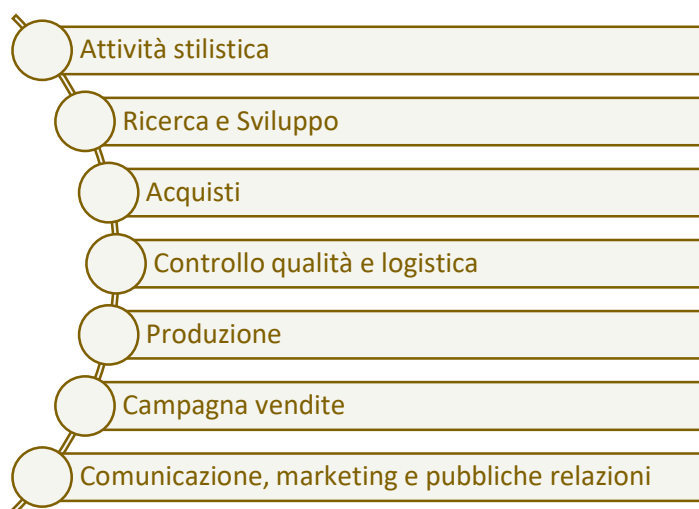 Attività stilistica
Ricerca e Sviluppo
Acquisti
Controllo qualità e logistica
Produzione
Campagna vendite
Comunicazione, marketing e pubbliche relazioni